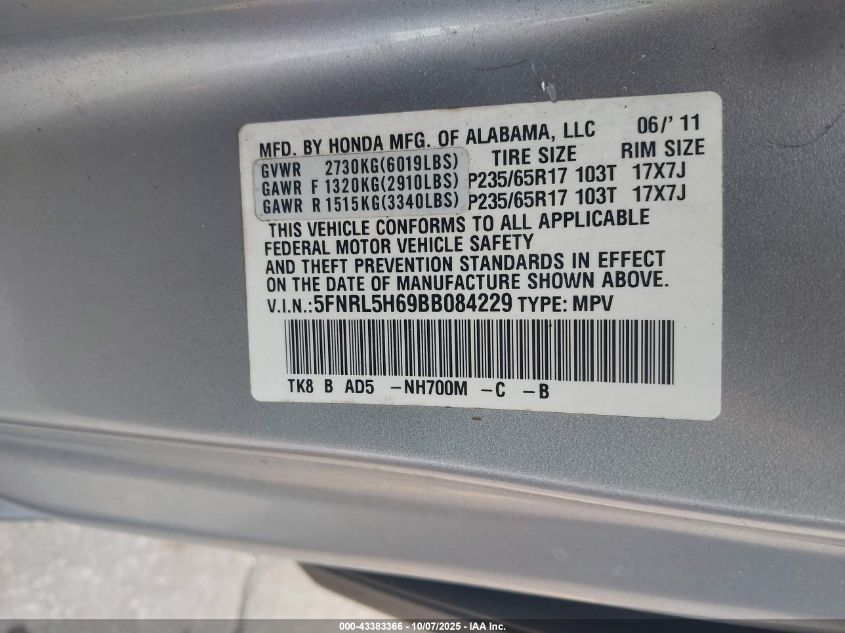 MFD. BY HONDA MFG. OF ALABAMA, LLC 06/' 11
GVWR 2730KG(6019LBS) TIRE SIZE RIM SIZE
GAWR F 1320KG(2910LBS) P235/65R17 103T 17X7J
GAWR R 1515KG(3340LBS) P235/65R17 103T 17X7J
THIS VEHICLE CONFORMS TO ALL APPLICABLE
FEDERAL MOTOR VEHICLE SAFETY
AND THEFT PREVENTION STANDARDS IN EFFECT
ON THE DATE OF MANUFACTURE SHOWN ABOVE.
V.I.N.:5FNRL5H69BB084229 TYPE: MPV
TK8 B AD5 -NH700M -C -B
000-43383366 - 10/07/2025 - IAA Inc.